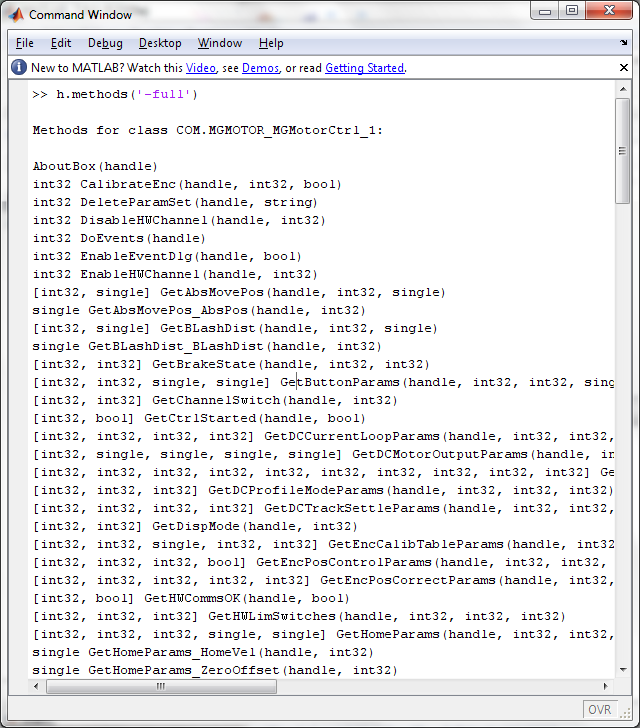 Command Window
File Edit Debug Desktop Window Help
New to MATLAB? Watch this Video, see Demos, or read Getting Started.
>> h.methods('-full')
Methods for class COM.MGMOTOR_MGMotorCtrl_1:
AboutBox(handle)
int32 CalibrateEnc(handle, int32, bool)
int32 DeleteParamSet(handle, string)
int32 DisableHWChannel(handle, int32)
int32 DoEvents(handle)
int32 EnableEventDlg(handle, bool)
int32 EnableHWChannel(handle, int32)
[int32, single] GetAbsMovePos(handle, int32, single)
single GetAbsMovePos_AbsPos(handle, int32)
[int32, single] GetBLashDist(handle, int32, single)
single GetBLashDist_BLashDist(handle, int32)
[int32, int32] GetBrakeState(handle, int32, int32)
[int32, int32, single, single] GetButtonParams(handle, int32, int32, sing
[int32, int32] GetChannelSwitch(handle, int32)
[int32, bool] GetCtrlStarted(handle, bool)
[int32, int32, int32, int32, int32] GetDCCurrentLoopParams(handle, int32, int32,
[int32, single, single, single, single] GetDCMotorOutputParams(handle, in
[int32, int32, int32, int32, int32, int32, int32, int32, int32] Ge
[int32, int32, int32, int32] GetDCProfileModeParams(handle, int32, int32, int32)
[int32, int32, int32, int32] GetDCTrackSettleParams(handle, int32, int32,
[int32, int32] GetDispMode(handle, int32)
[int32, int32, single, int32, int32] GetEncCalibTableParams(handle, int32
[int32, int32, int32, bool] GetEncPosControlParams(handle, int32, int32,
[int32, int32, int32, int32, int32] GetEncPosCorrectParams(handle, int32,
[int32, bool] GetHWCommsOK(handle, bool)
[int32, int32, int32] GetHWLimSwitches(handle, int32, int32, int32)
[int32, int32, int32, single, single] GetHomeParams(handle, int32, int32,
single GetHomeParams_HomeVel(handle, int32)
single GetHomeParams_ZeroOffset(handle, int32)
OVR